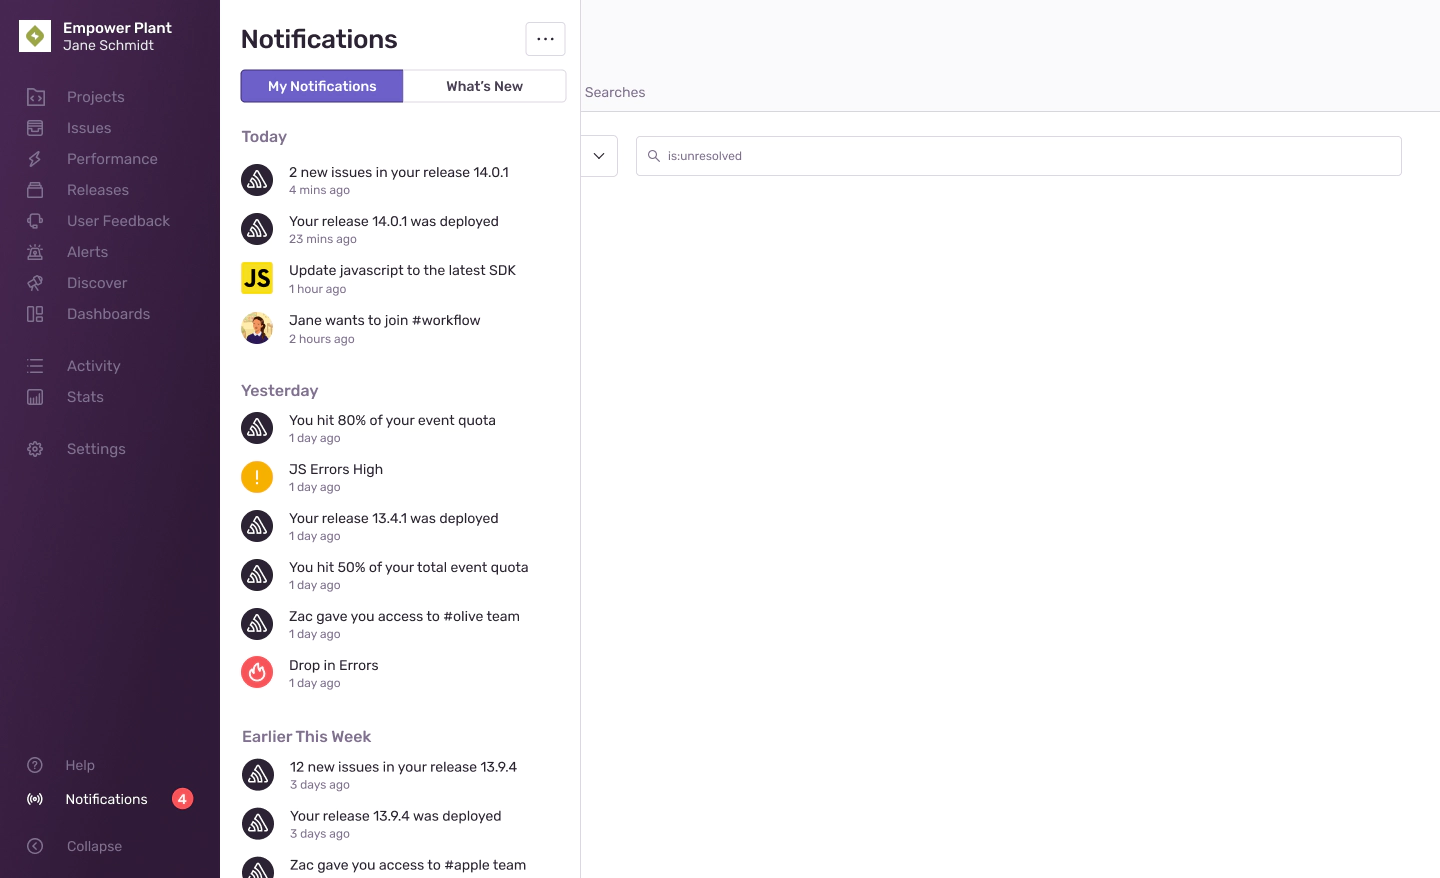 Empower Plant
Jane Schmidt
Projects
Issues
Performance
Releases
User Feedback
Alerts
Discover
Dashboards
Activity
Stats
Settings
Help
Notifications 4
Collapse
Notifications
My Notifications What's New
Today
2 new issues in your release 14.0.1
4 mins ago
Your release 14.0.1 was deployed
23 mins ago
JS
Update javascript to the latest SDK
1 hour ago
Jane wants to join #workflow
2 hours ago
Yesterday
You hit 80% of your event quota
1 day ago
!
JS Errors High
1 day ago
Your release 13.4.1 was deployed
1 day ago
You hit 50% of your total event quota
1 day ago
Zac gave you access to #olive team
1 day ago
Drop in Errors
1 day ago
Earlier This Week
12 new issues in your release 13.9.4
3 days ago
Your release 13.9.4 was deployed
3 days ago
Zac gave you access to #apple team
Searches
is:unresolved